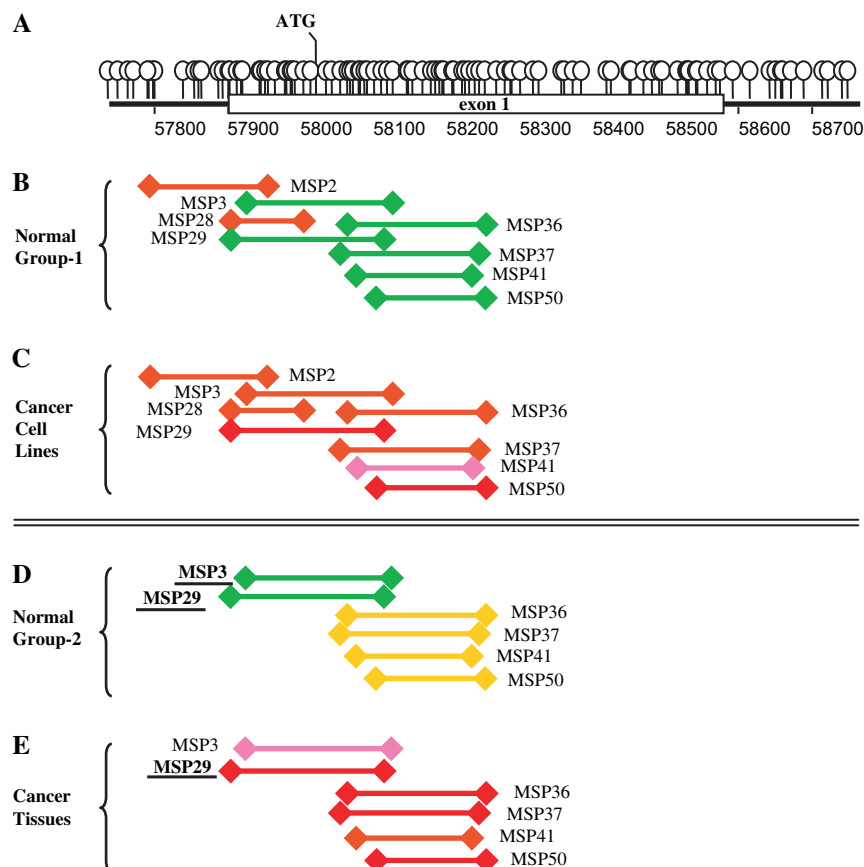 A
ATG
exon 1
57800 57900 58000 58100 58200 58300 58400 58500 58600 58700
B
Normal
Group-1
MSP2
MSP3
MSP28
MSP36
MSP29
MSP37
MSP41
MSP50
C
Cancer
Cell
Lines
MSP2
MSP3
MSP28
MSP36
MSP29
MSP37
MSP41
MSP50
D
Normal
Group-2
MSP3
MSP29
MSP36
MSP37
MSP41
MSP50
E
Cancer
Tissues
MSP3
MSP29
MSP36
MSP37
MSP41
MSP50